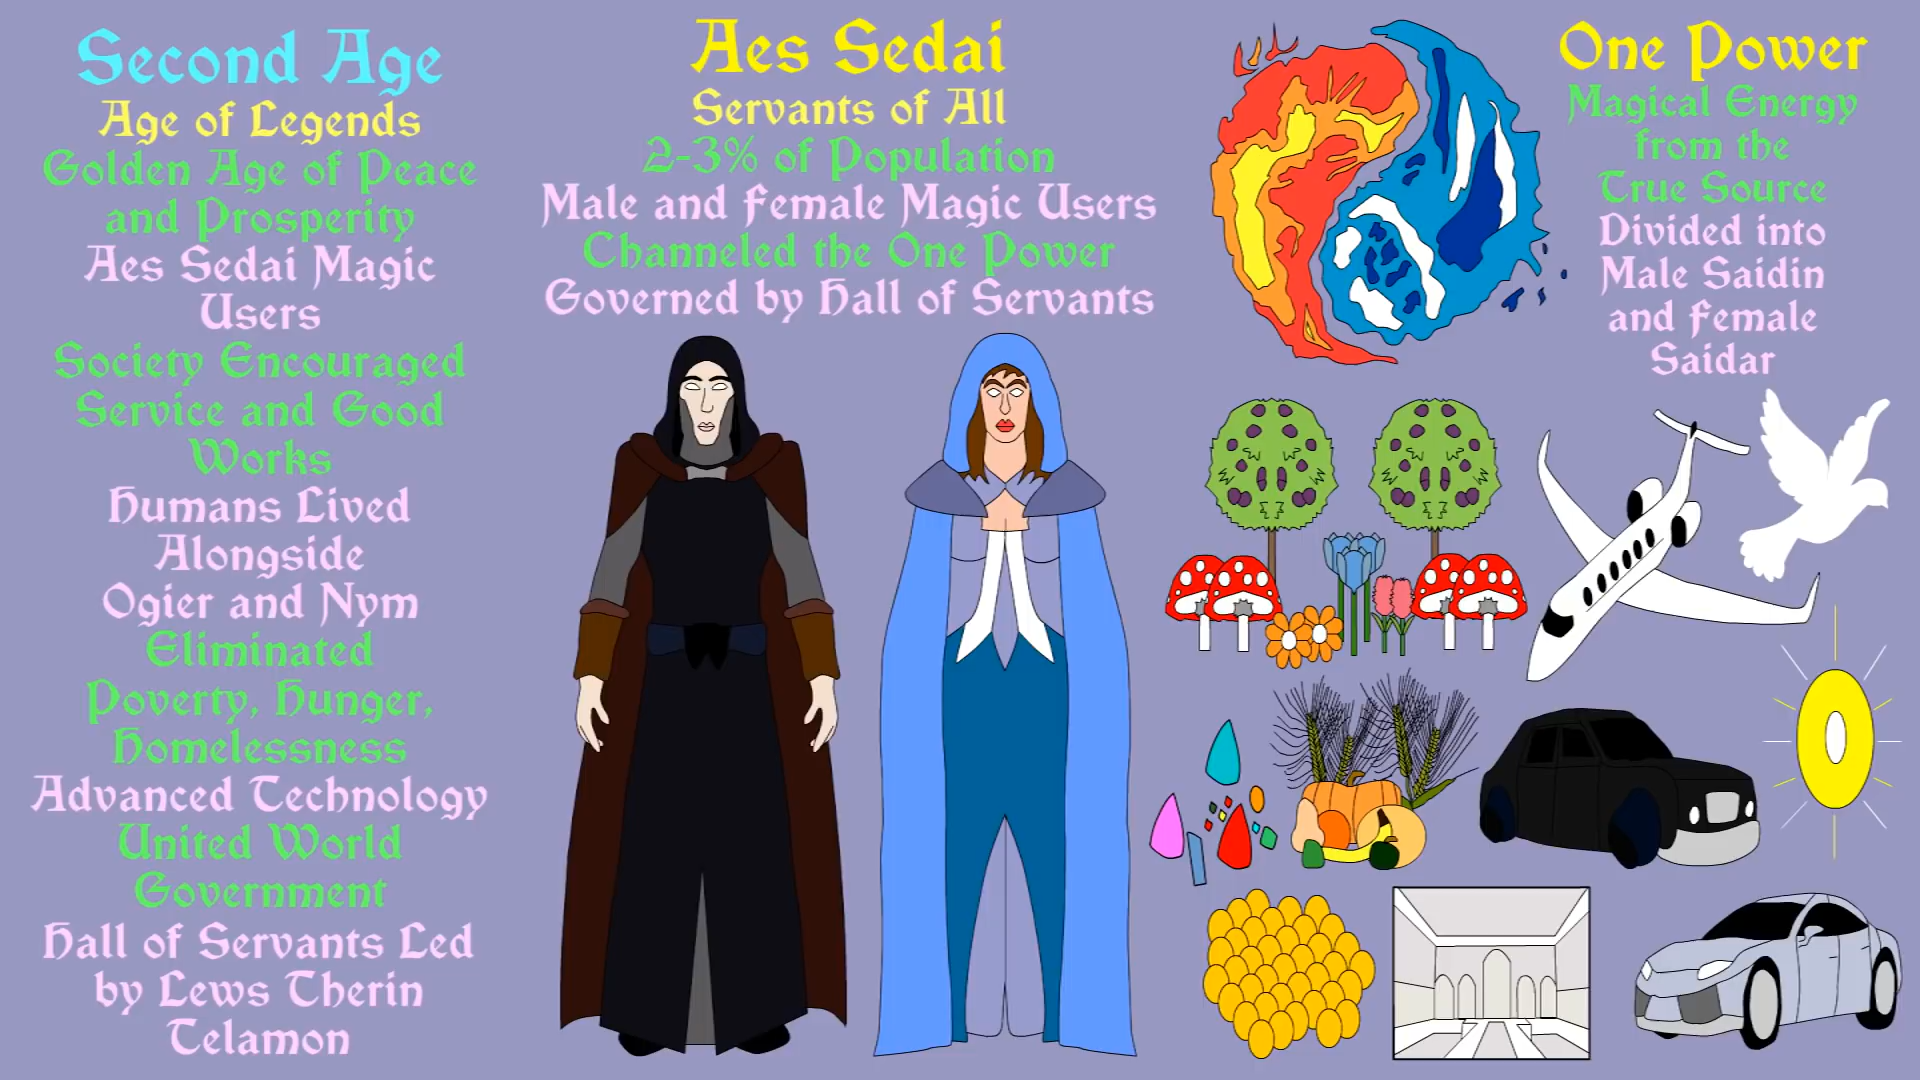 Second Age
Age of Legends
Golden Age of Peace
and Prosperity
Aes Sedai Magic
Users
Society Encouraged
Service and Good
Works
Humans Lived
Alongside
Ogier and Nym
Eliminated
Poverty, Hunger,
Homelessness
Advanced Technology
United World
Government
Hall of Servants Led
by Lews Therin
Telamon
Aes Sedai
Servants of All
2-3% of Population
Male and Female Magic Users
Channeled the One Power
Governed by Hall of Servants
One Power
Magical Energy
from the
True Source
Divided into
Male Saidin
and Female
Saidar